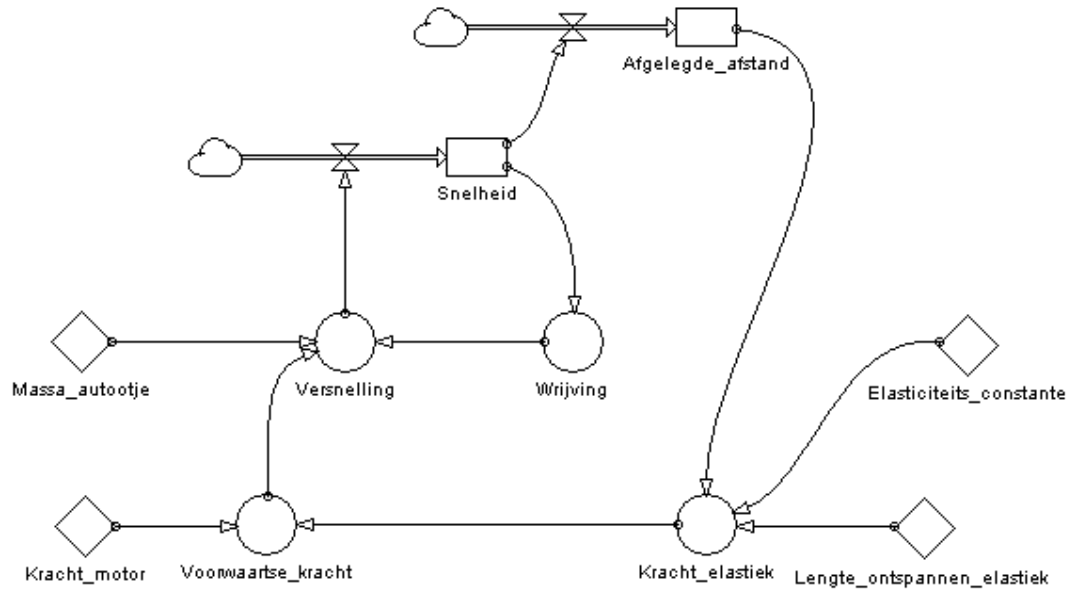 Afgelegde_afstand
Snelheid
Massa_autootje
Versnelling
Wrijving
Elasticiteits_constante
Kracht_motor
Voorwaartse_kracht
Kracht_elastiek
Lengte_ontspannen_elastiek